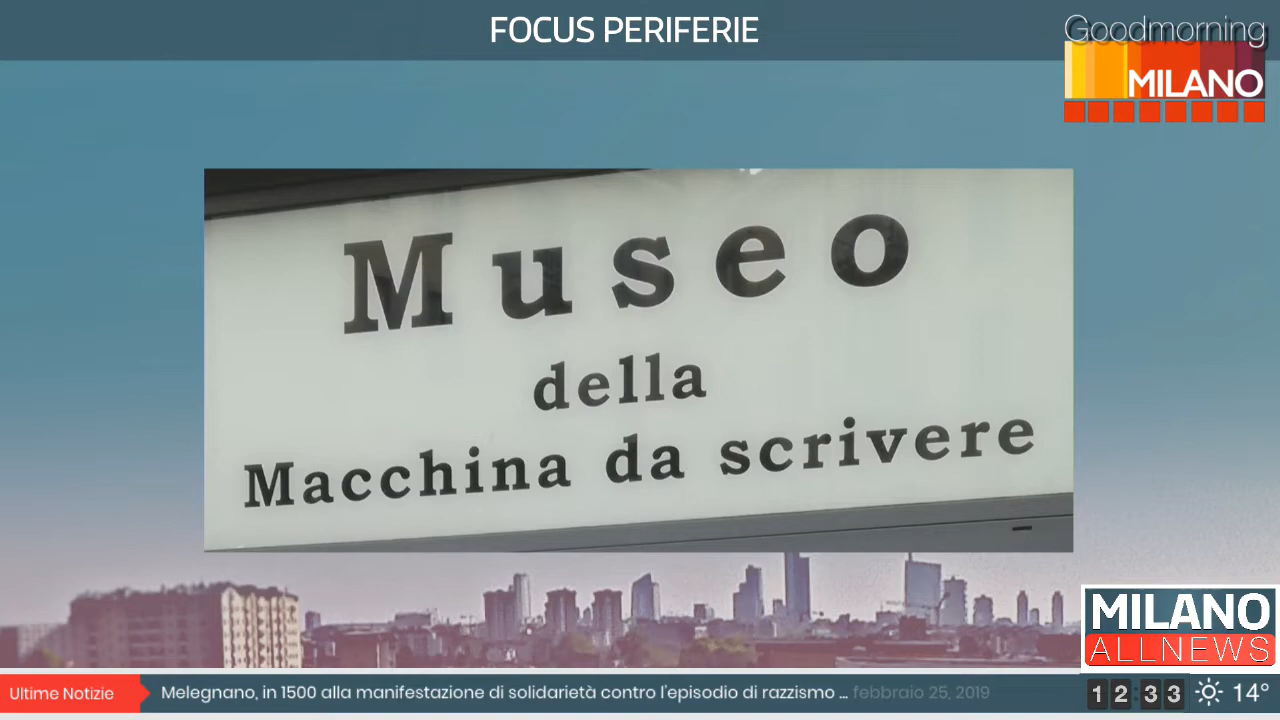 FOCUS PERIFERIE
Goodmorning
MILANO
Museo
della
Macchina da scrivere
MILANO
ALLNEWS
Ultime Notizie
Melegnano, in 1500 alla manifestazione di solidarietà contro l'episodio di razzismo ... febbraio 25, 2019
12 33 14°